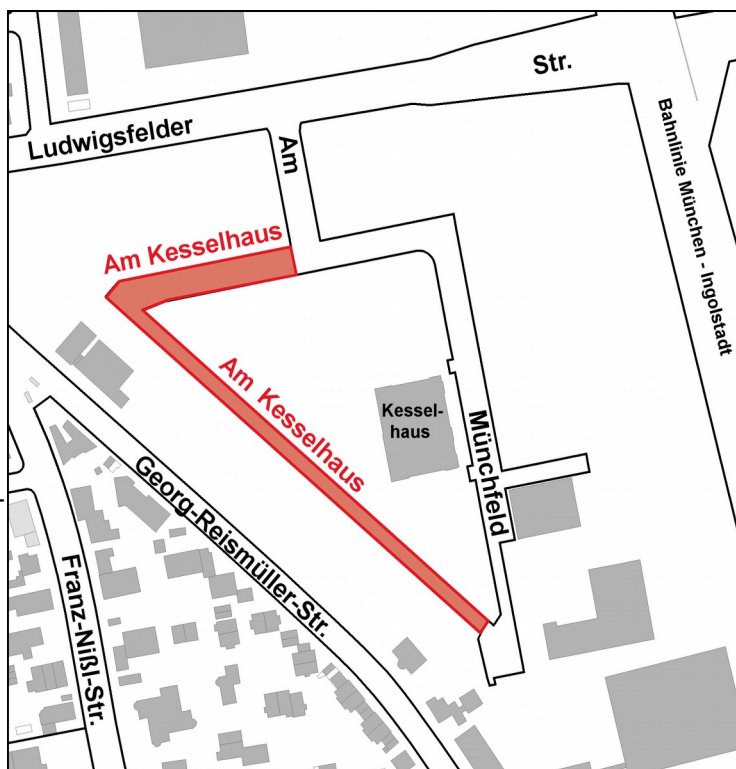 Str.
Ludwigsfelder
Am
Bahnlinie München - Ingolstadt
Am Kesselhaus
Am Kesselhaus
Kessel-
haus
Münchfeld
Georg-Reismüller-Str.
Franz-Nißl-Str.